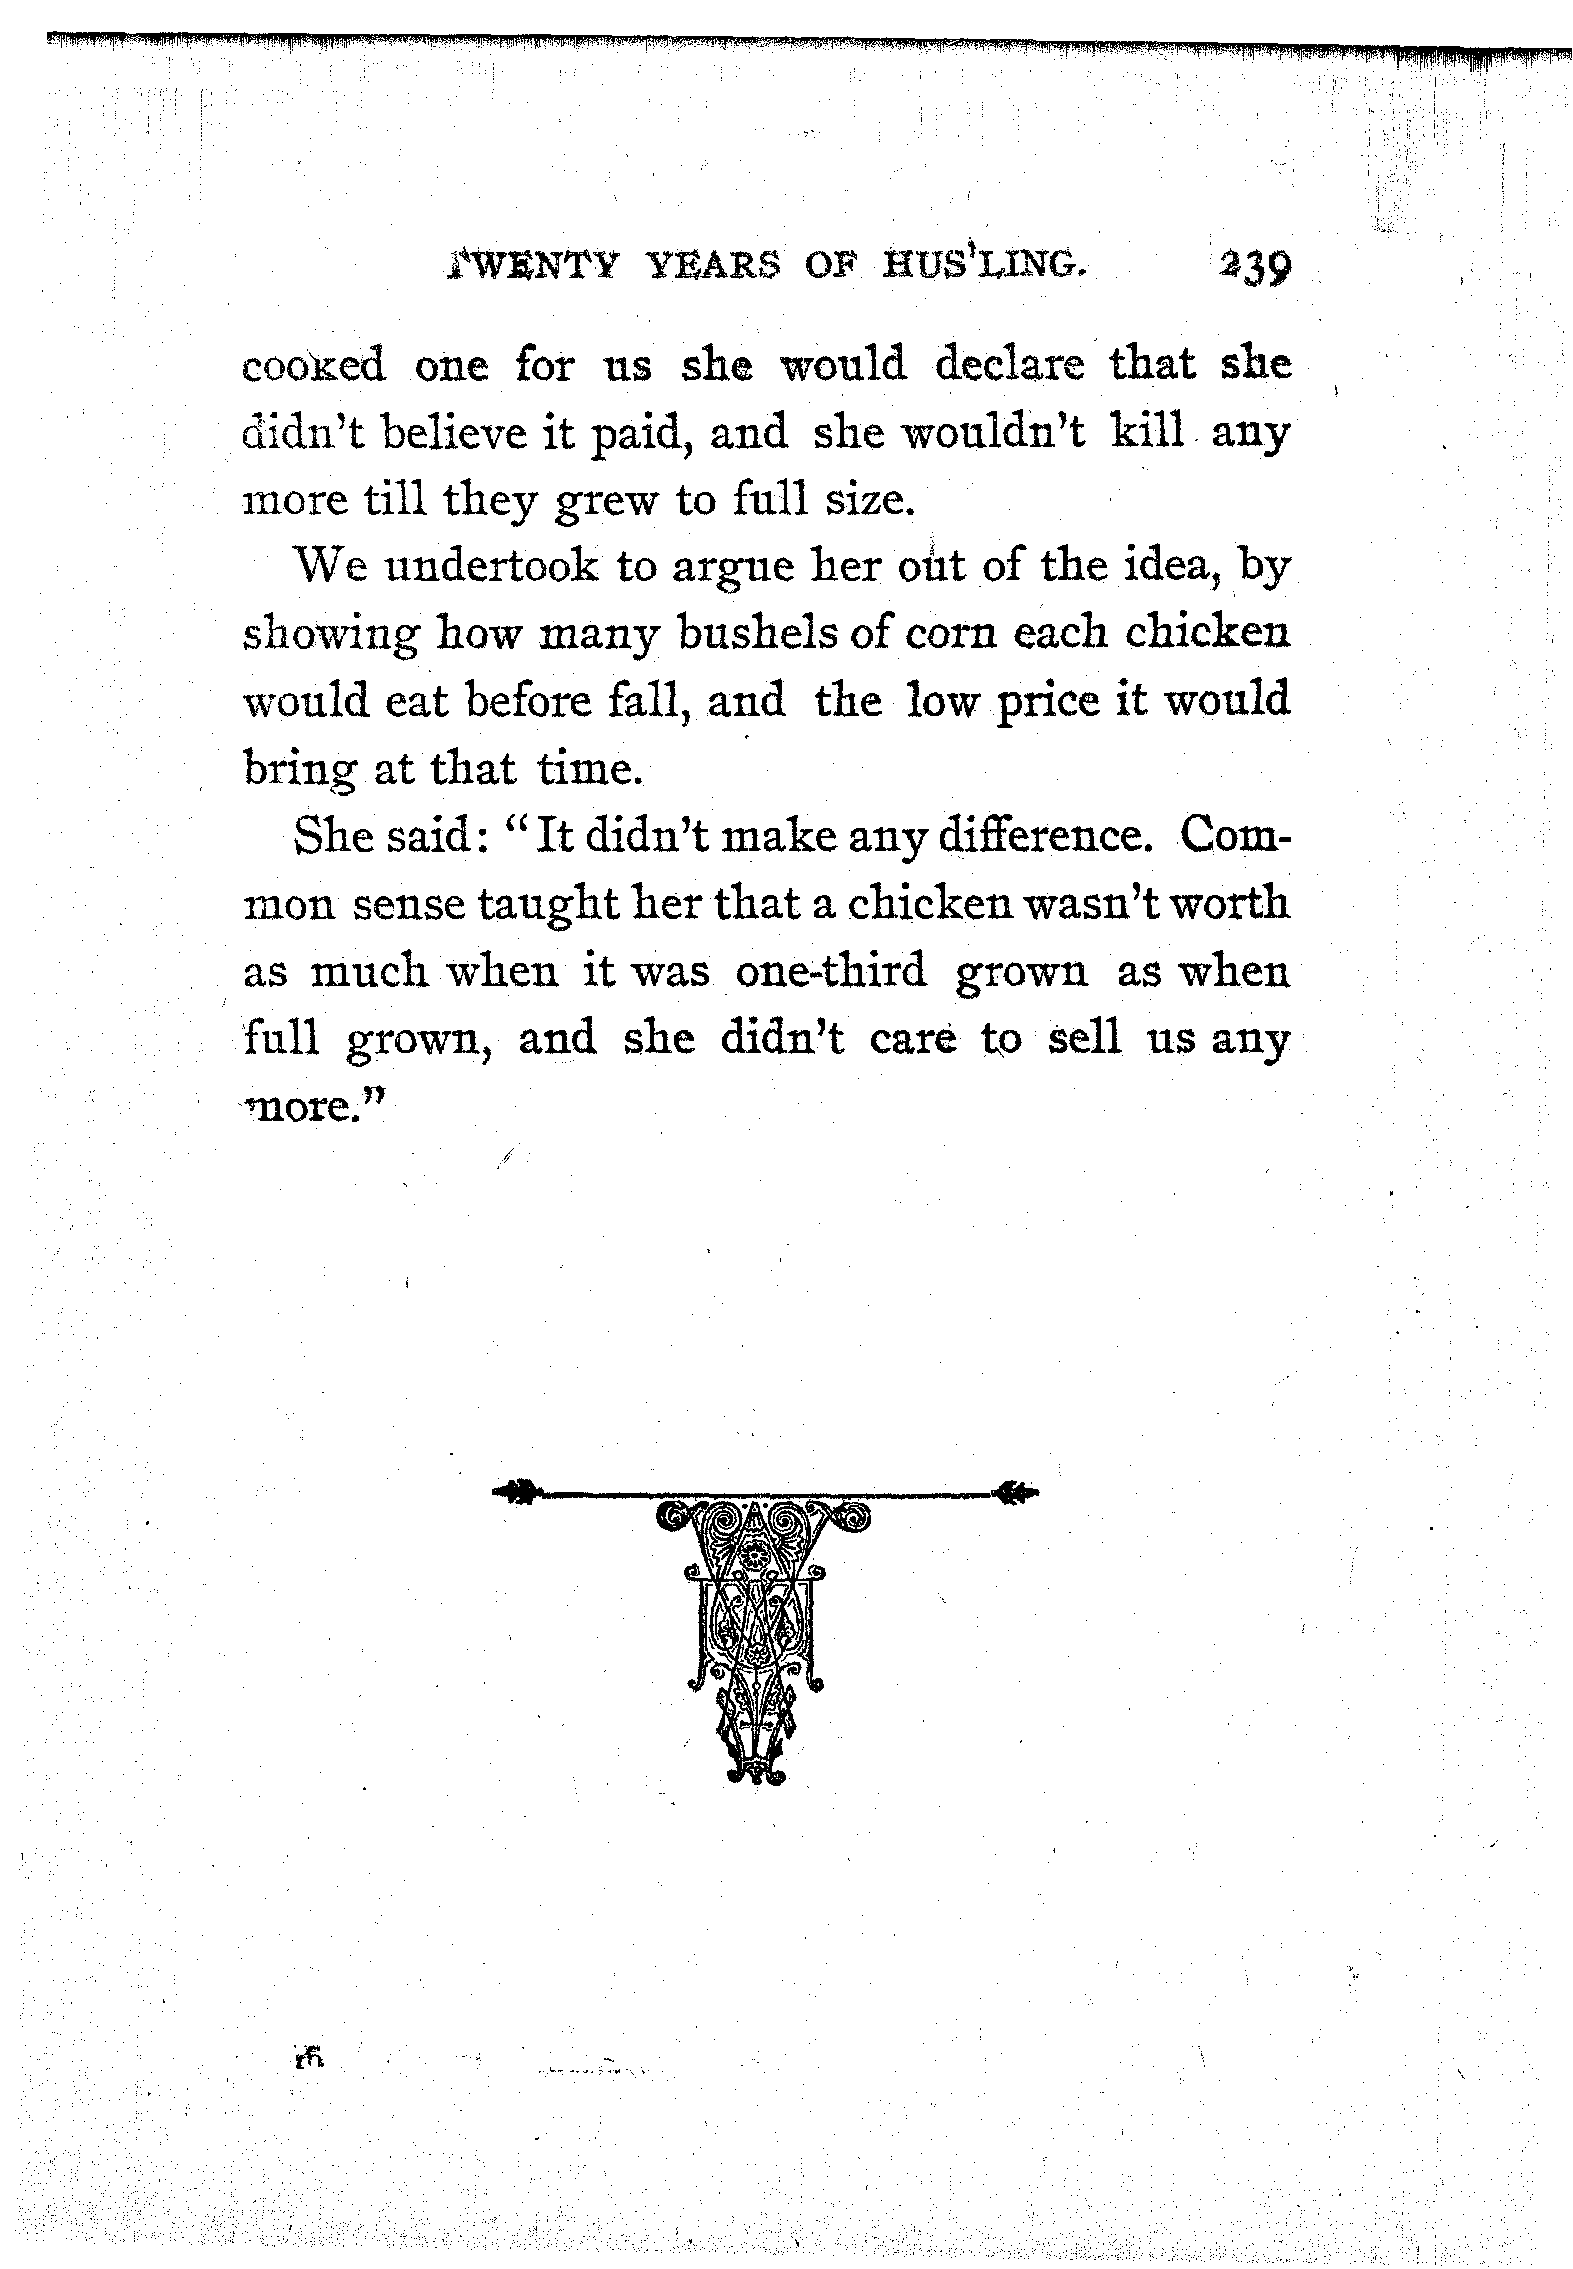 TWENTY YEARS OF HUS'LING. 239
cooked one for us she would declare that she
didn't believe it paid, and she wouldn't kill any
more till they grew to full size.
We undertook to argue her out of the idea, by
showing how many bushels of corn each chicken
would eat before fall, and the low price it would
bring at that time.
She said: "It didn't make any difference. Com-
mon sense taught her that a chicken wasn't worth
as much when it was one-third grown as when
full grown, and she didn't care to sell us any
more."